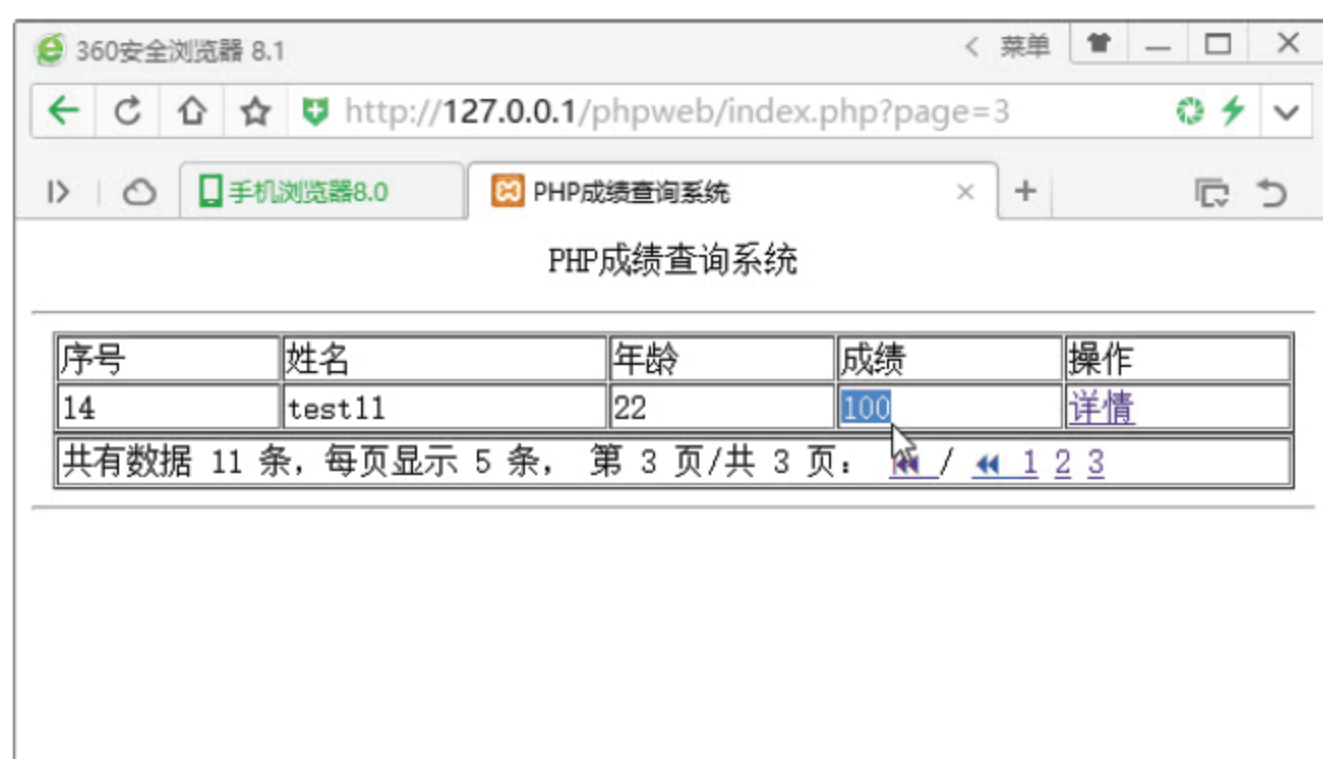 360安全浏览器 8.1
菜单
http://127.0.0.1/phpweb/index.php?page=3
手机浏览器8.0
PHP成绩查询系统
PHP成绩查询系统
序号 姓名 年龄 成绩 操作
14 test11 22 100 详情
共有数据 11 条，每页显示 5 条， 第 3 页/共 3 页： / 1 2 3